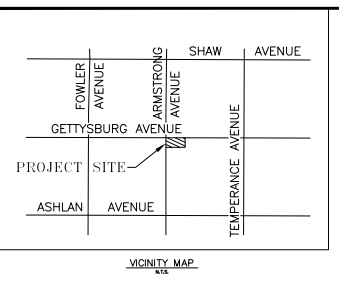 SHAW AVENUE
FOWLER
AVENUE
ARMSTRONG
AVENUE
GETTYSBURG AVENUE
PROJECT SITE
TEMPERANCE AVENUE
ASHLAN AVENUE
VICINITY MAP
N.T.S.